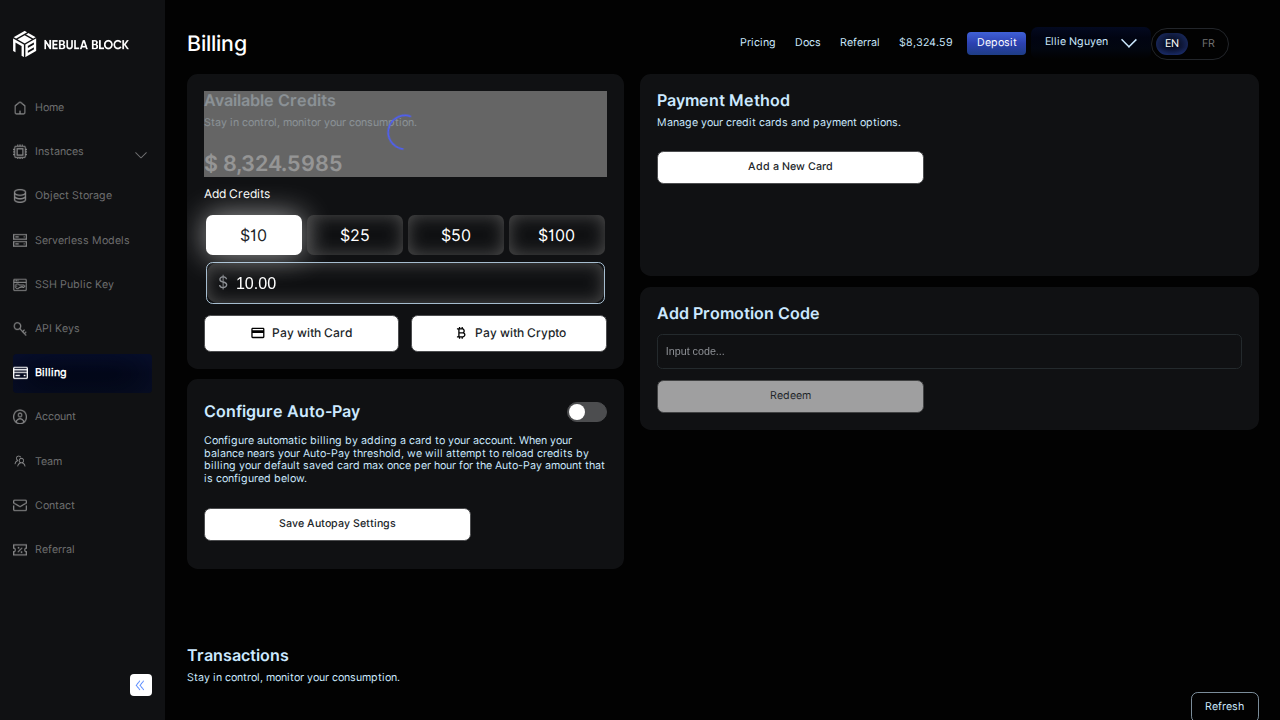 NEBULA BLOCK
Home
Instances
Object Storage
Serverless Models
SSH Public Key
API Keys
Billing
Account
Team
Contact
Referral
Billing
Pricing
Docs
Referral
$8,324.59
Deposit
Ellie Nguyen
EN
FR
Available Credits
Stay in control, monitor your consumption.
$ 8,324.5985
Add Credits
$10
$25
$50
$100
$ 10.00
Pay with Card
Pay with Crypto
Configure Auto-Pay
Configure automatic billing by adding a card to your account. When your
balance nears your Auto-Pay threshold, we will attempt to reload credits by
billing your default saved card max once per hour for the Auto-Pay amount that
is configured below.
Save Autopay Settings
Payment Method
Manage your credit cards and payment options.
Add a New Card
Add Promotion Code
Input code...
Redeem
Transactions
Stay in control, monitor your consumption.
Refresh